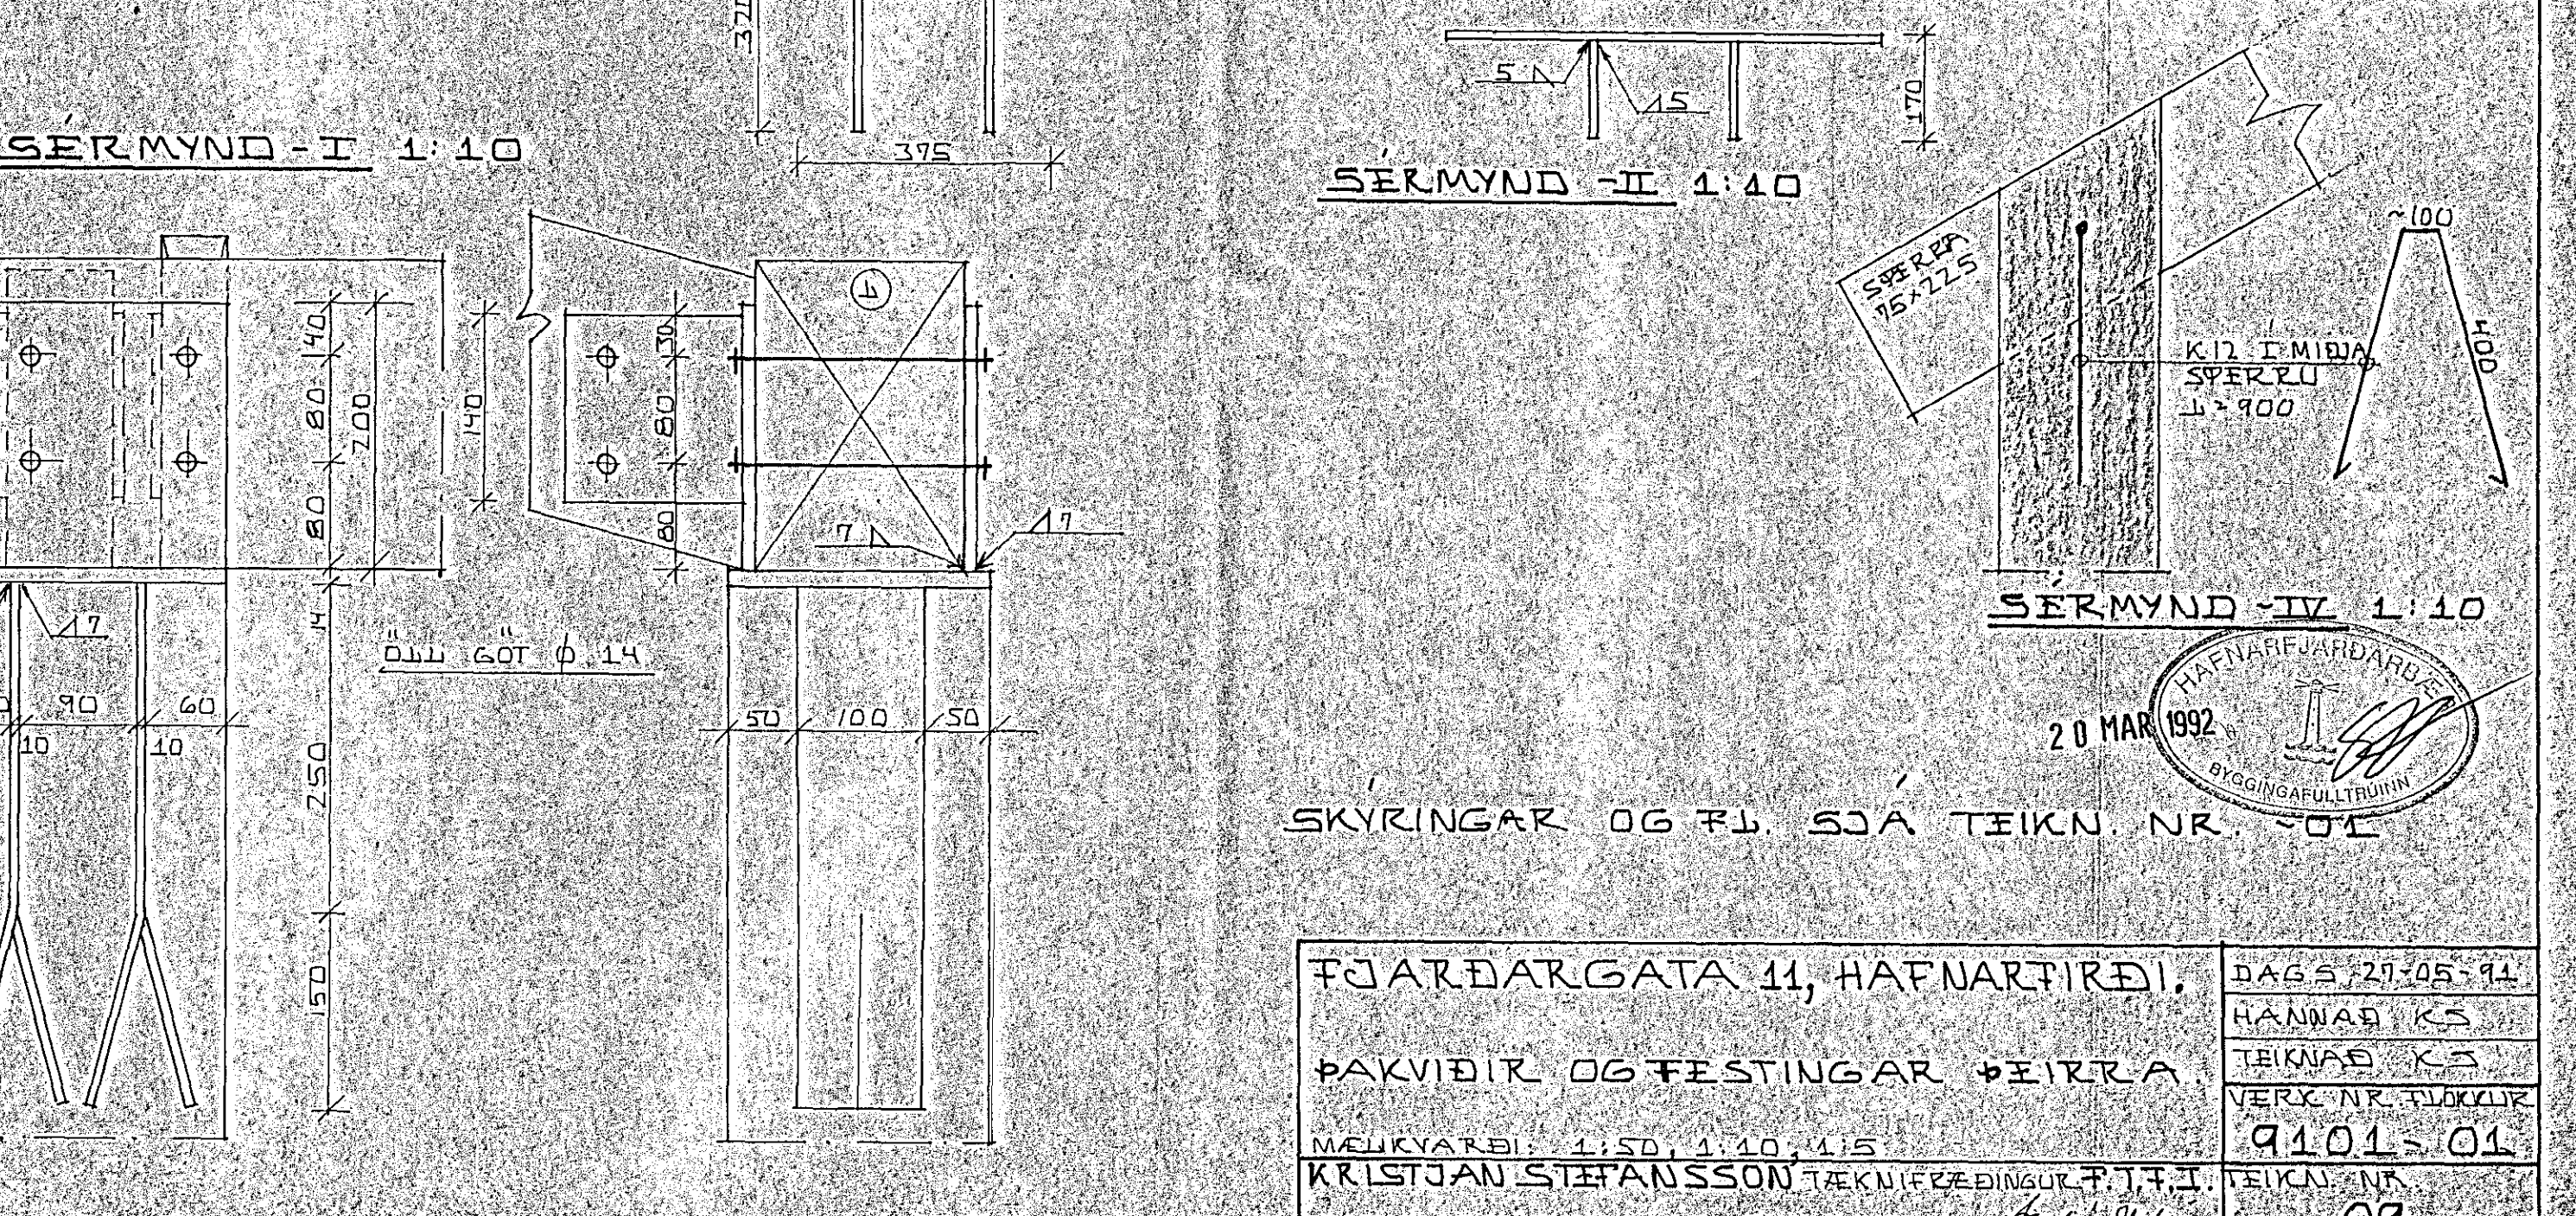 320
375
SÉRMYND-I 1:10
5
15
170
SÉRMYND-II 1:10
SPERRA
75×225
K12 Í MIÐJA
SPERRU
L=900
~100
400
SÉRMYND-IV 1:10
40
80
80
200
140
14
250
150
7
90
60
10
10
ÖLL GÖT ϕ 14
1
30
80
80
7
7
50
100
50
HAFNARFJARÐARBÆR
20 MAR 1992
BYGGINGAFULLTRÚINN
SKÝRINGAR OG FL. SJÁ TEIKN. NR. -01
FJARÐARGATA 11, HAFNARFIRÐI.
ÞAKVIÐIR OG FESTINGAR ÞEIRRA.
MÆLIKVARÐI: 1:50, 1:10, 1:5
KRISTJAN STEFANSSON TÆKNIFRÆÐINGUR F.T.F.I.
DAGS. 27-05-91
HANNAÐ KS
TEIKNAÐ KS
VERK NR. FLOKKUR
9101-01
TEIKN. NR.